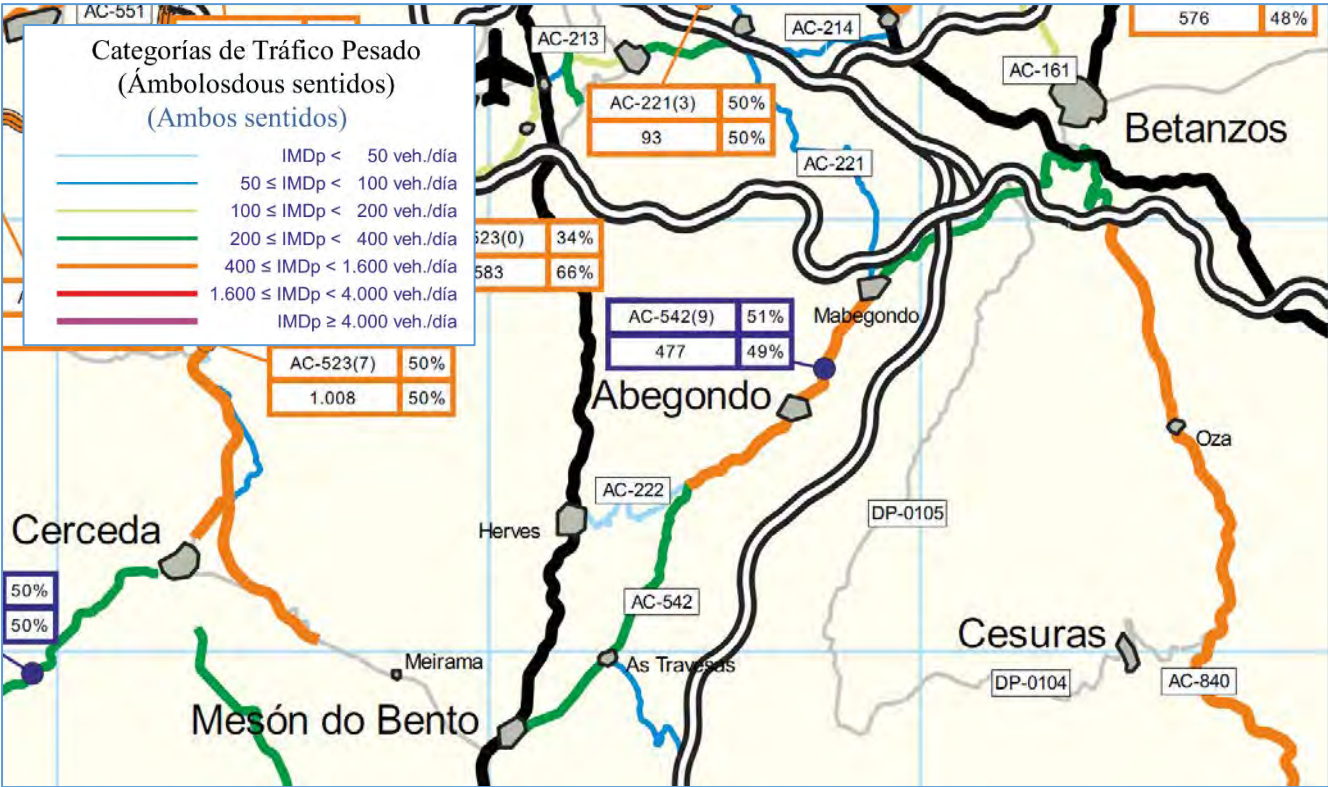 AC-551
576 48%
Categorías de Tráfico Pesado
(Ámbolosdous sentidos)
(Ambos sentidos)
IMDp < 50 veh./día
50 ≤ IMDp < 100 veh./día
100 ≤ IMDp < 200 veh./día
200 ≤ IMDp < 400 veh./día
400 ≤ IMDp < 1.600 veh./día
1.600 ≤ IMDp < 4.000 veh./día
IMDp ≥ 4.000 veh./día
AC-213
AC-214
AC-161
AC-221(3) 50%
93 50%
Betanzos
AC-221
523(0) 34%
583 66%
AC-542(9) 51%
477 49%
Mabegondo
AC-523(7) 50%
1.008 50%
Abegondo
Oza
AC-222
DP-0105
Cerceda
Herves
50%
50%
AC-542
Cesuras
Meirama
As Travesas
DP-0104
AC-840
Mesón do Bento